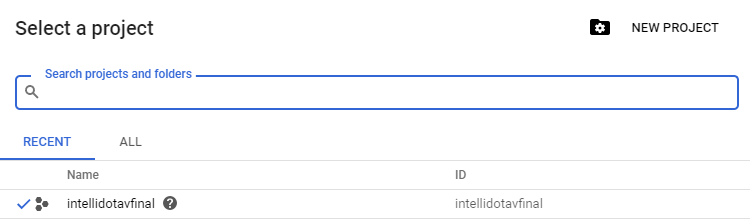 Select a project
NEW PROJECT
Search projects and folders
RECENT ALL
Name ID
intellidotavfinal ? intellidotavfinal